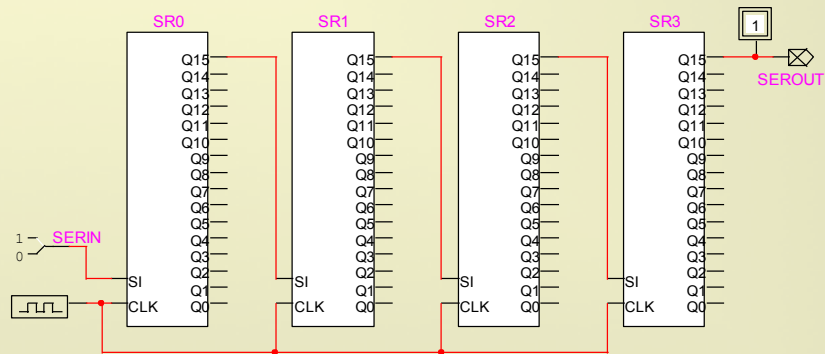 SR0 SR1 SR2 SR3
1
Q15 Q15 Q15 Q15
SEROUT
Q14 Q14 Q14 Q14
Q13 Q13 Q13 Q13
Q12 Q12 Q12 Q12
Q11 Q11 Q11 Q11
Q10 Q10 Q10 Q10
Q9 Q9 Q9 Q9
Q8 Q8 Q8 Q8
Q7 Q7 Q7 Q7
Q6 Q6 Q6 Q6
Q5 Q5 Q5 Q5
1 SERIN Q4 Q4 Q4 Q4
0 Q3 Q3 Q3 Q3
SI Q2 SI Q2 SI Q2 SI Q2
Q1 Q1 Q1 Q1
CLK Q0 CLK Q0 CLK Q0 CLK Q0